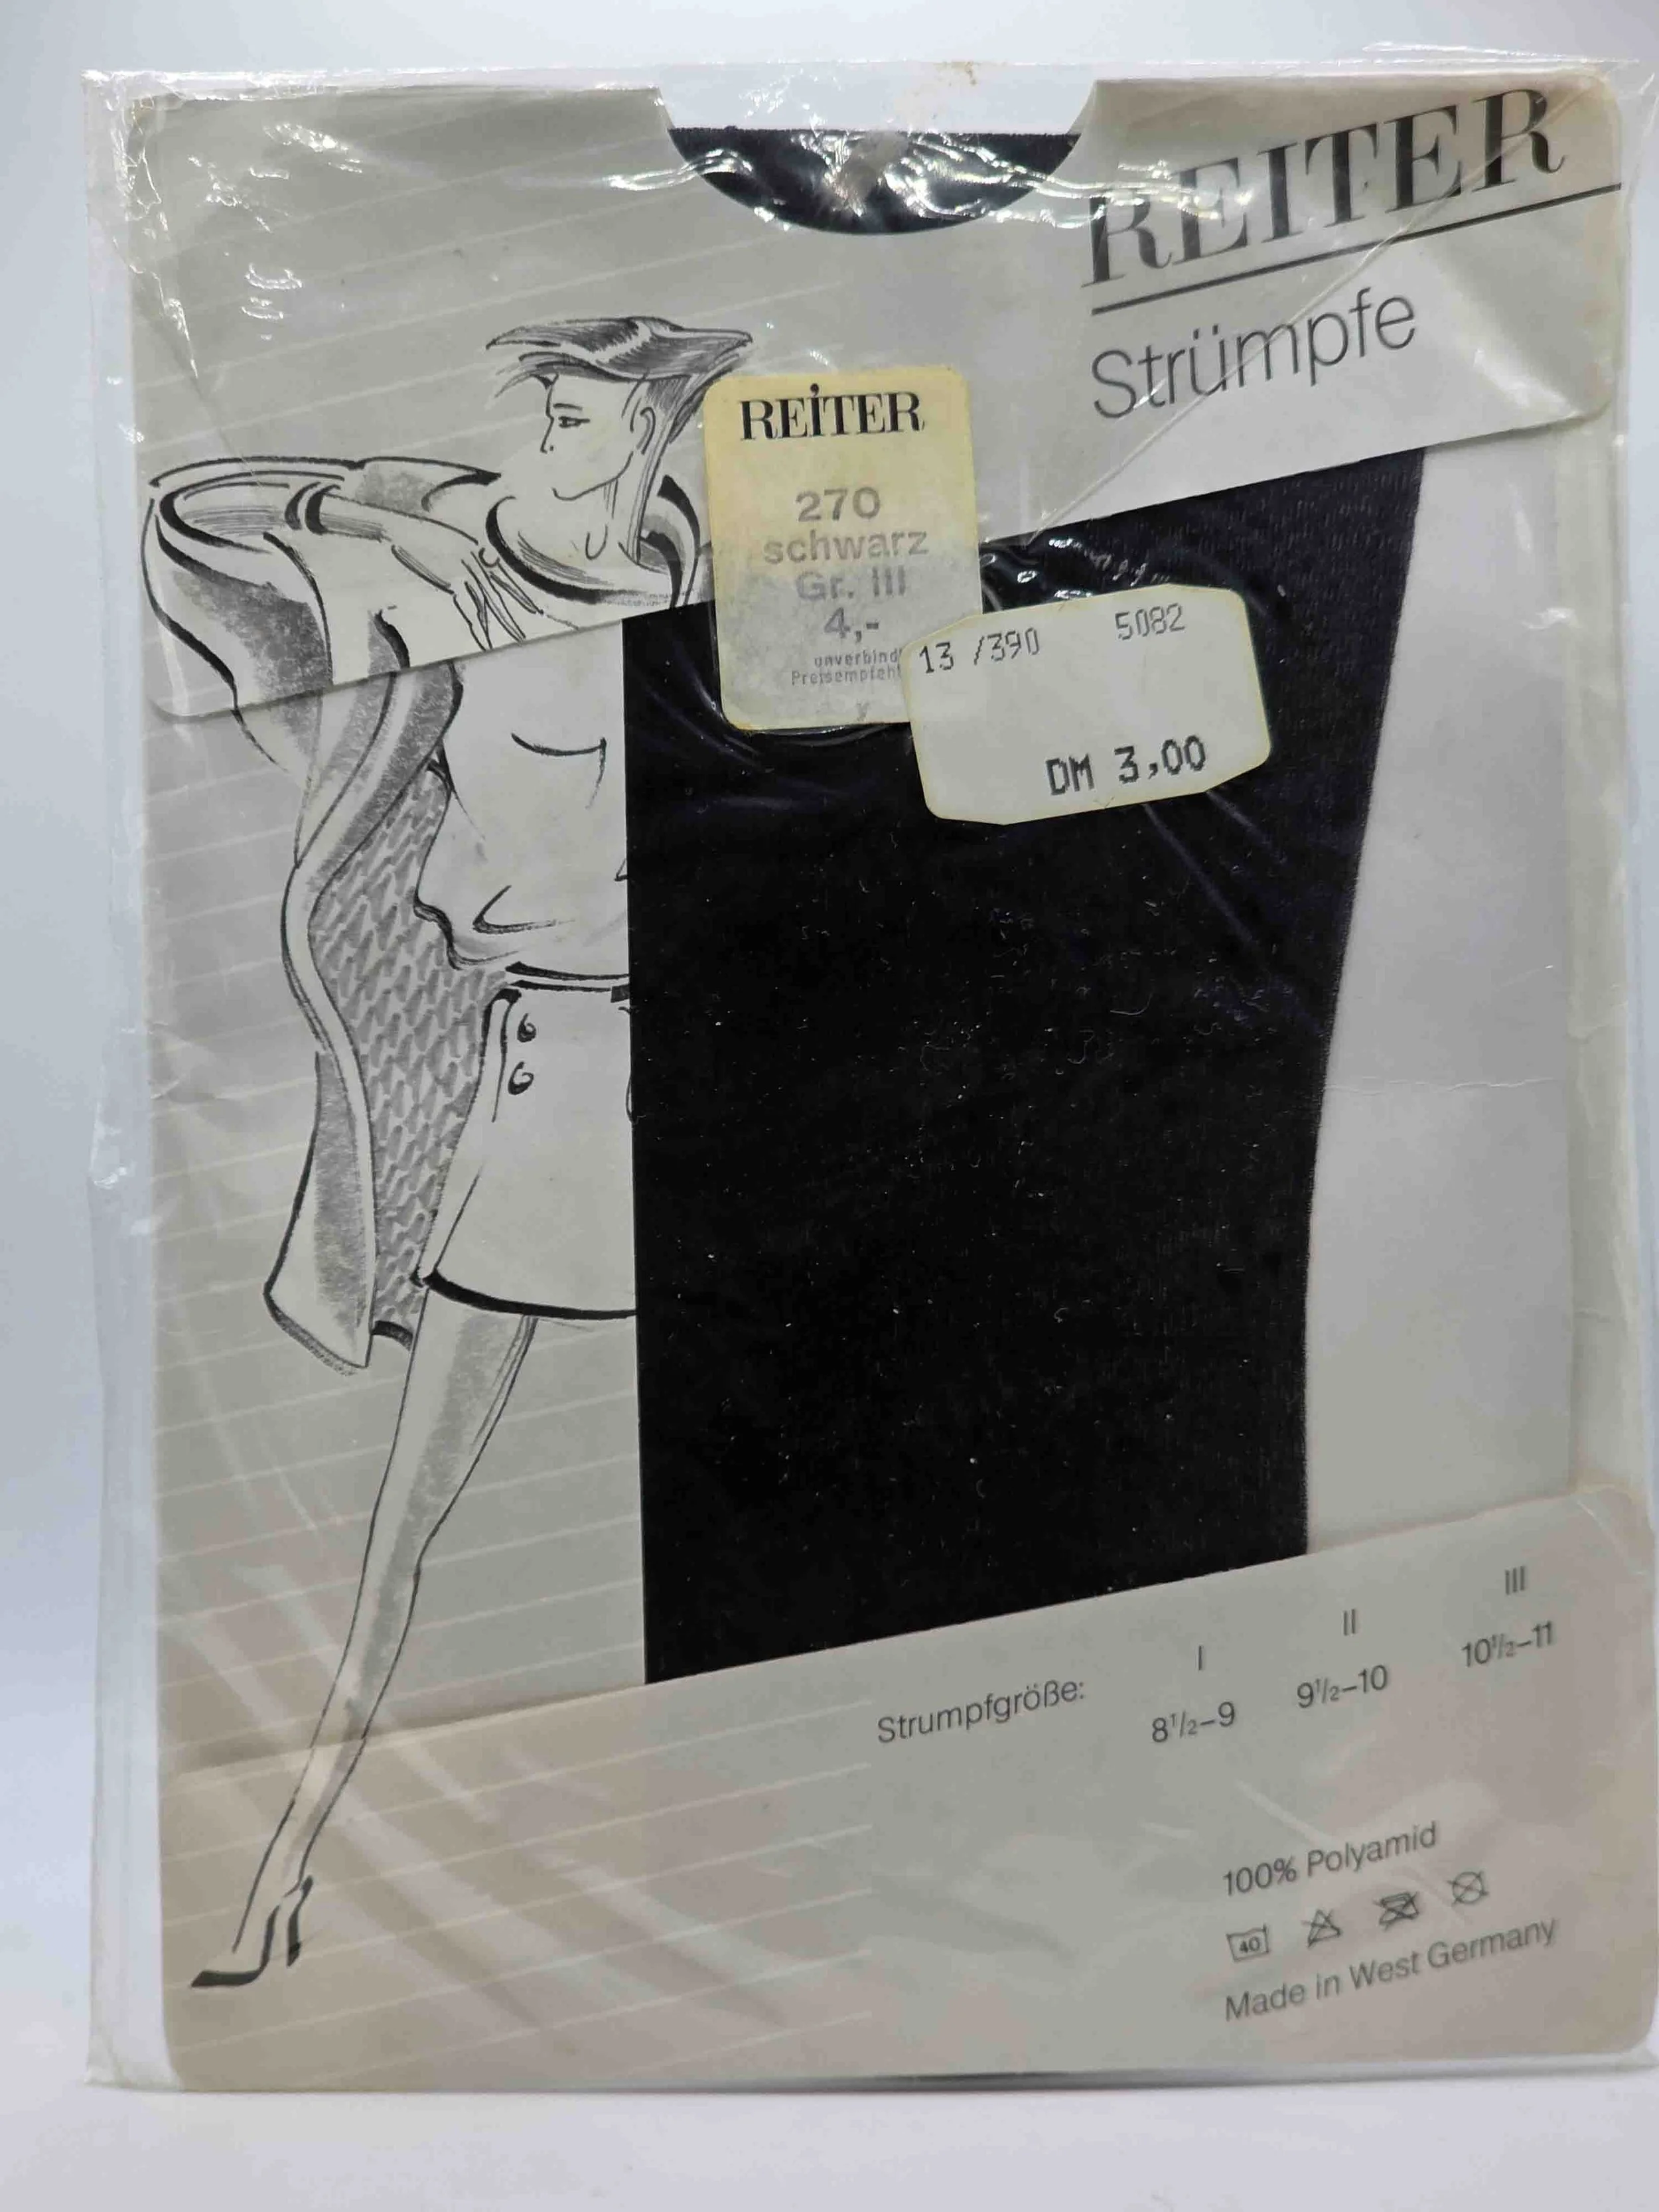 REITER
Strümpfe
REITER
270
schwarz
Gr. III
4,-
unverbind
Preisempfehl
13 /390 5082
DM 3,00
Strumpfgröße:
I II III
8½–9 9½–10 10½–11
100% Polyamid
40
Made in West Germany